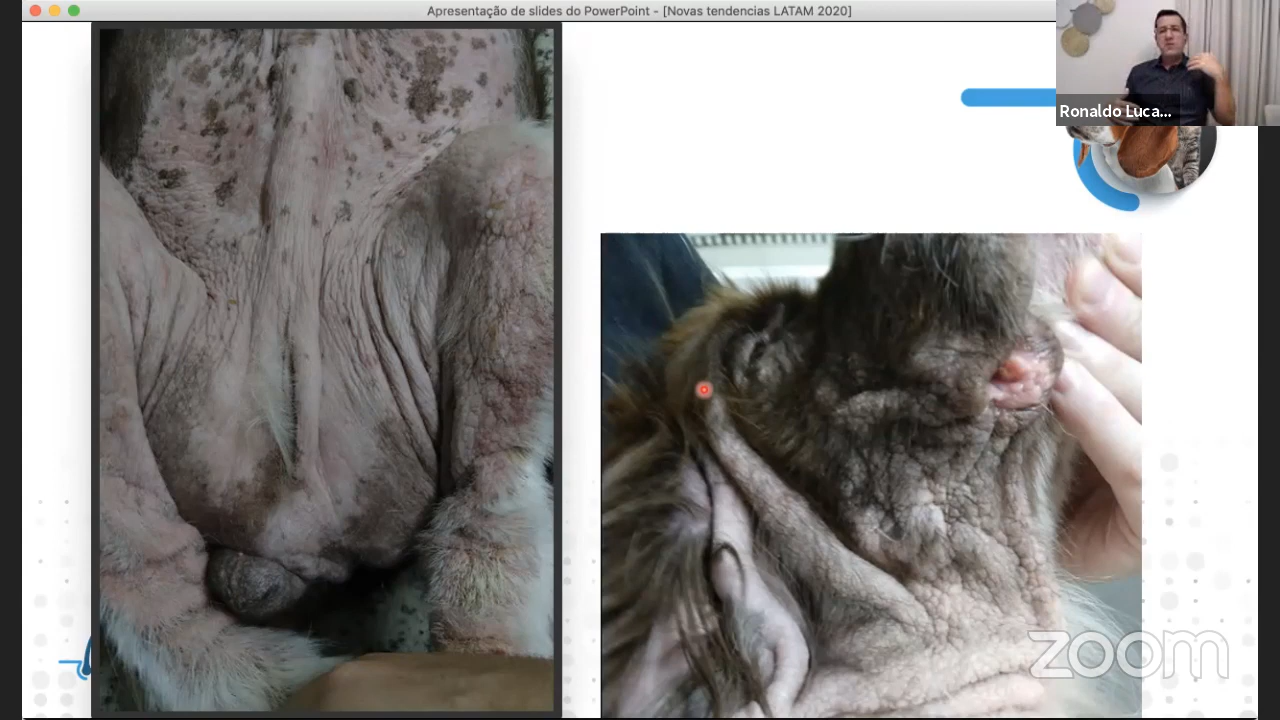 Apresentação de slides do PowerPoint - [Novas tendencias LATAM 2020]
Ronaldo Luca...
zoom